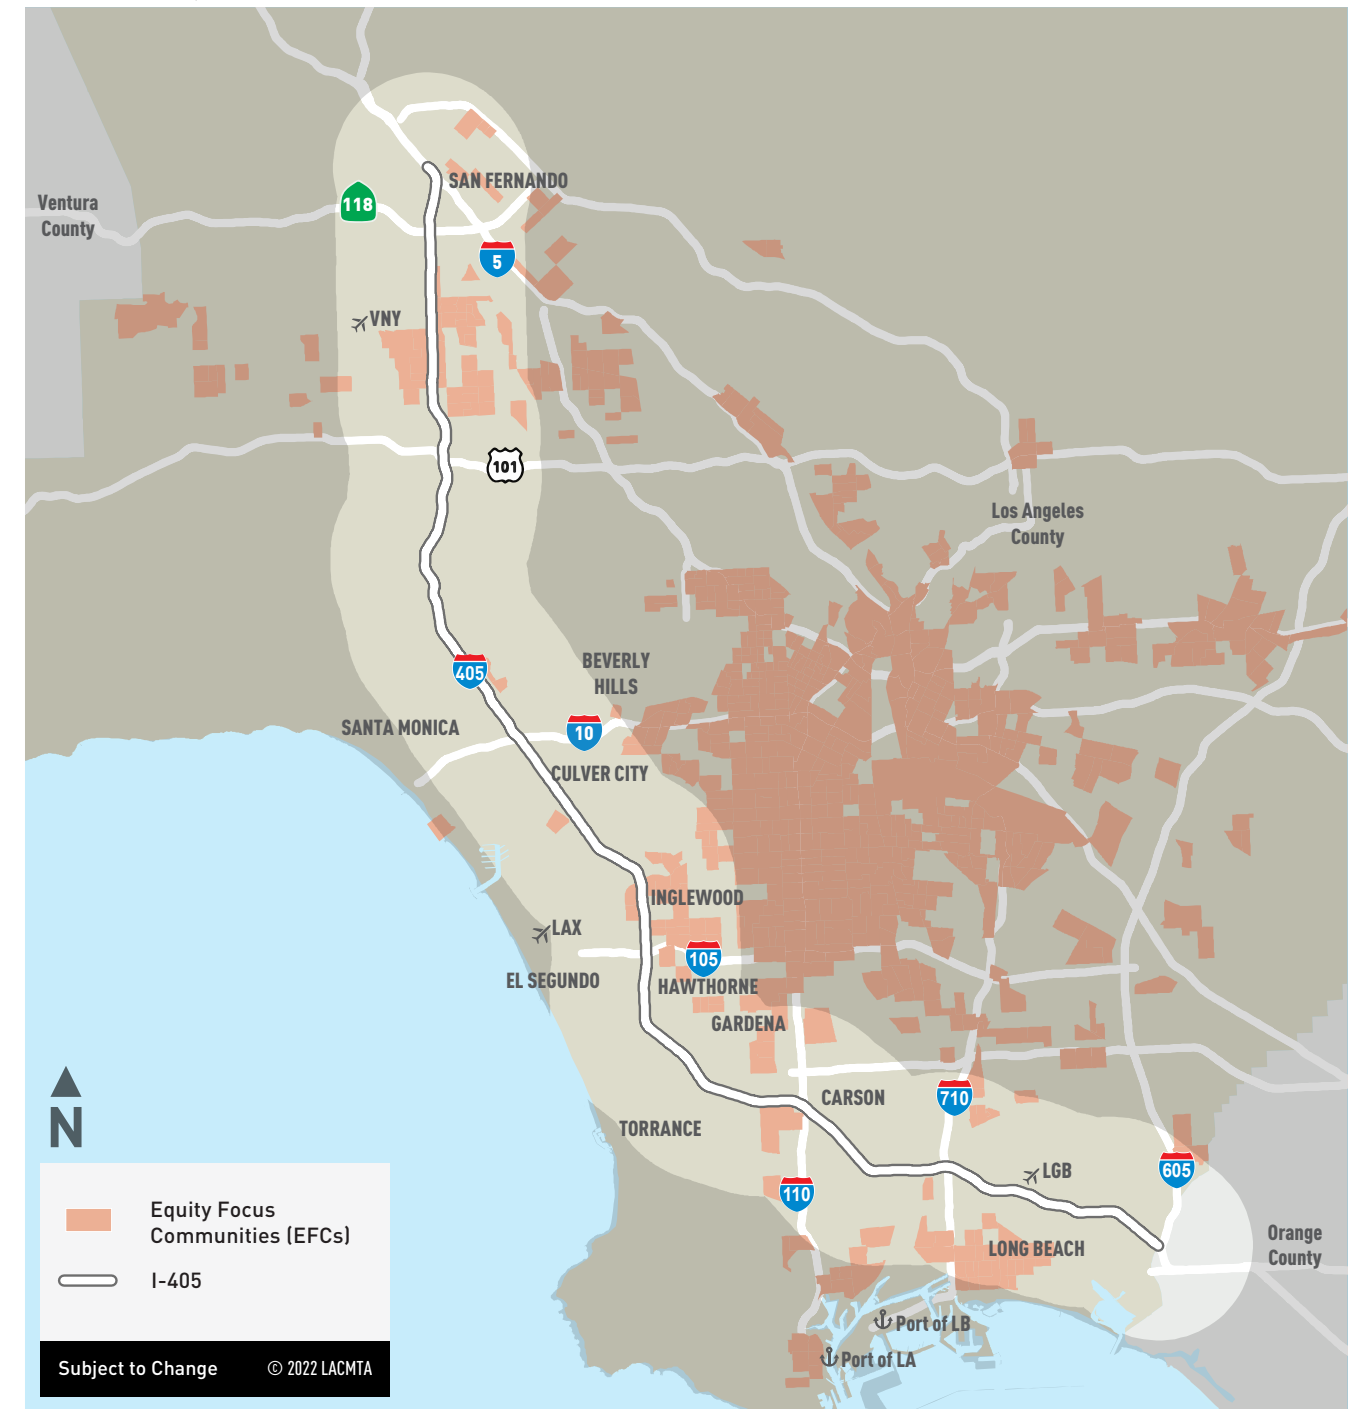 SAN FERNANDO
Ventura
County
118
5
VNY
101
Los Angeles
County
BEVERLY
HILLS
405
SANTA MONICA
10
CULVER CITY
INGLEWOOD
LAX
105
EL SEGUNDO
HAWTHORNE
GARDENA
N
CARSON
710
TORRANCE
LGB
605
110
Orange
County
LONG BEACH
Port of LB
Port of LA
Equity Focus
Communities (EFCs)
I-405
Subject to Change © 2022 LACMTA